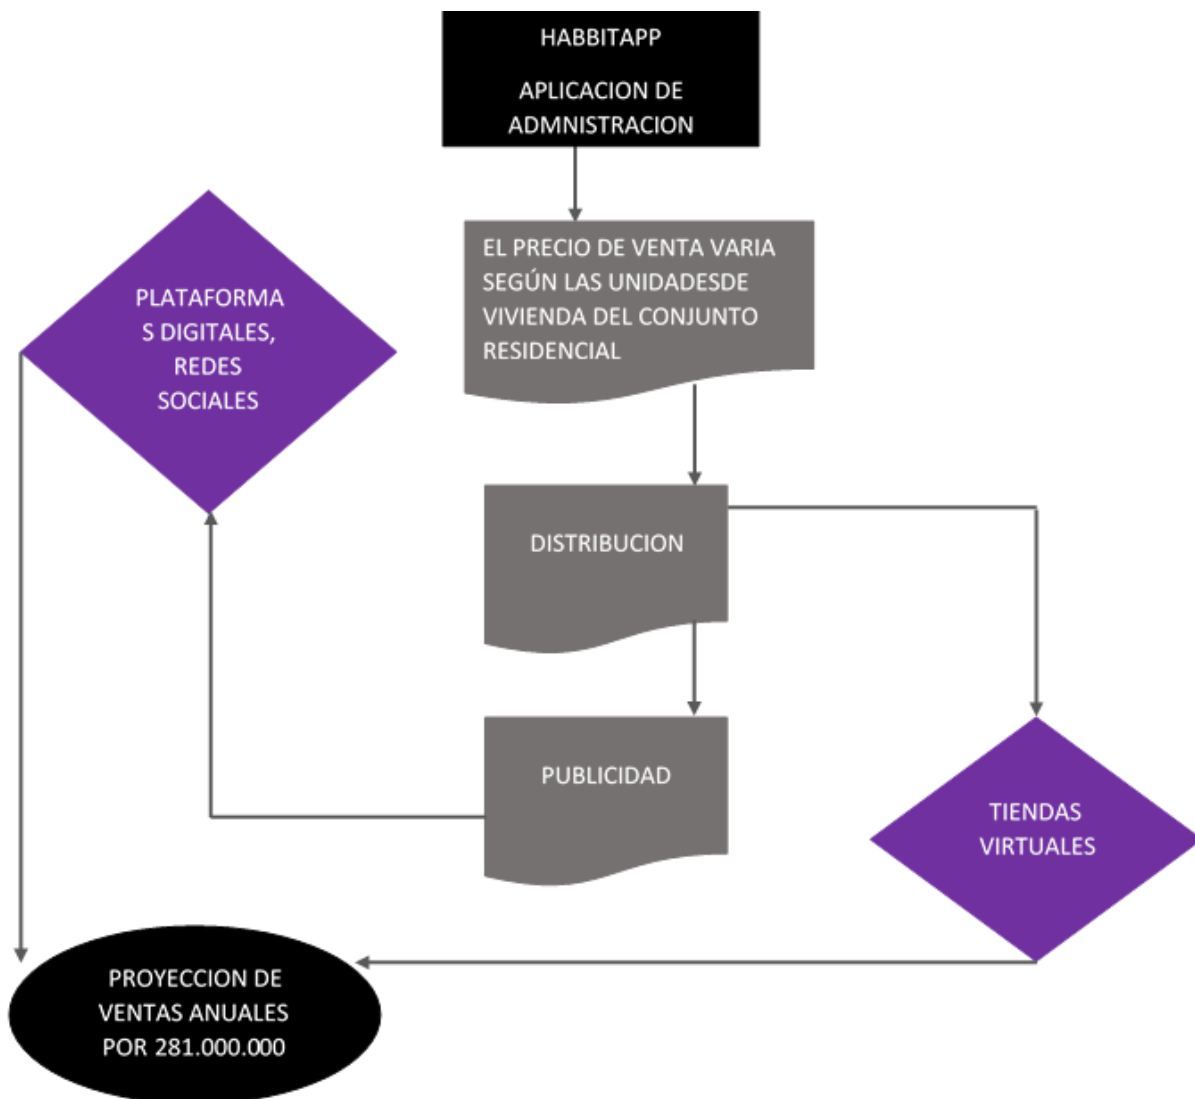 HABBITAPP
APLICACION DE
ADMNISTRACION
EL PRECIO DE VENTA VARIA
SEGÚN LAS UNIDADESDE
VIVIENDA DEL CONJUNTO
RESIDENCIAL
PLATAFORMA
S DIGITALES,
REDES
SOCIALES
DISTRIBUCION
PUBLICIDAD
TIENDAS
VIRTUALES
PROYECCION DE
VENTAS ANUALES
POR 281.000.000